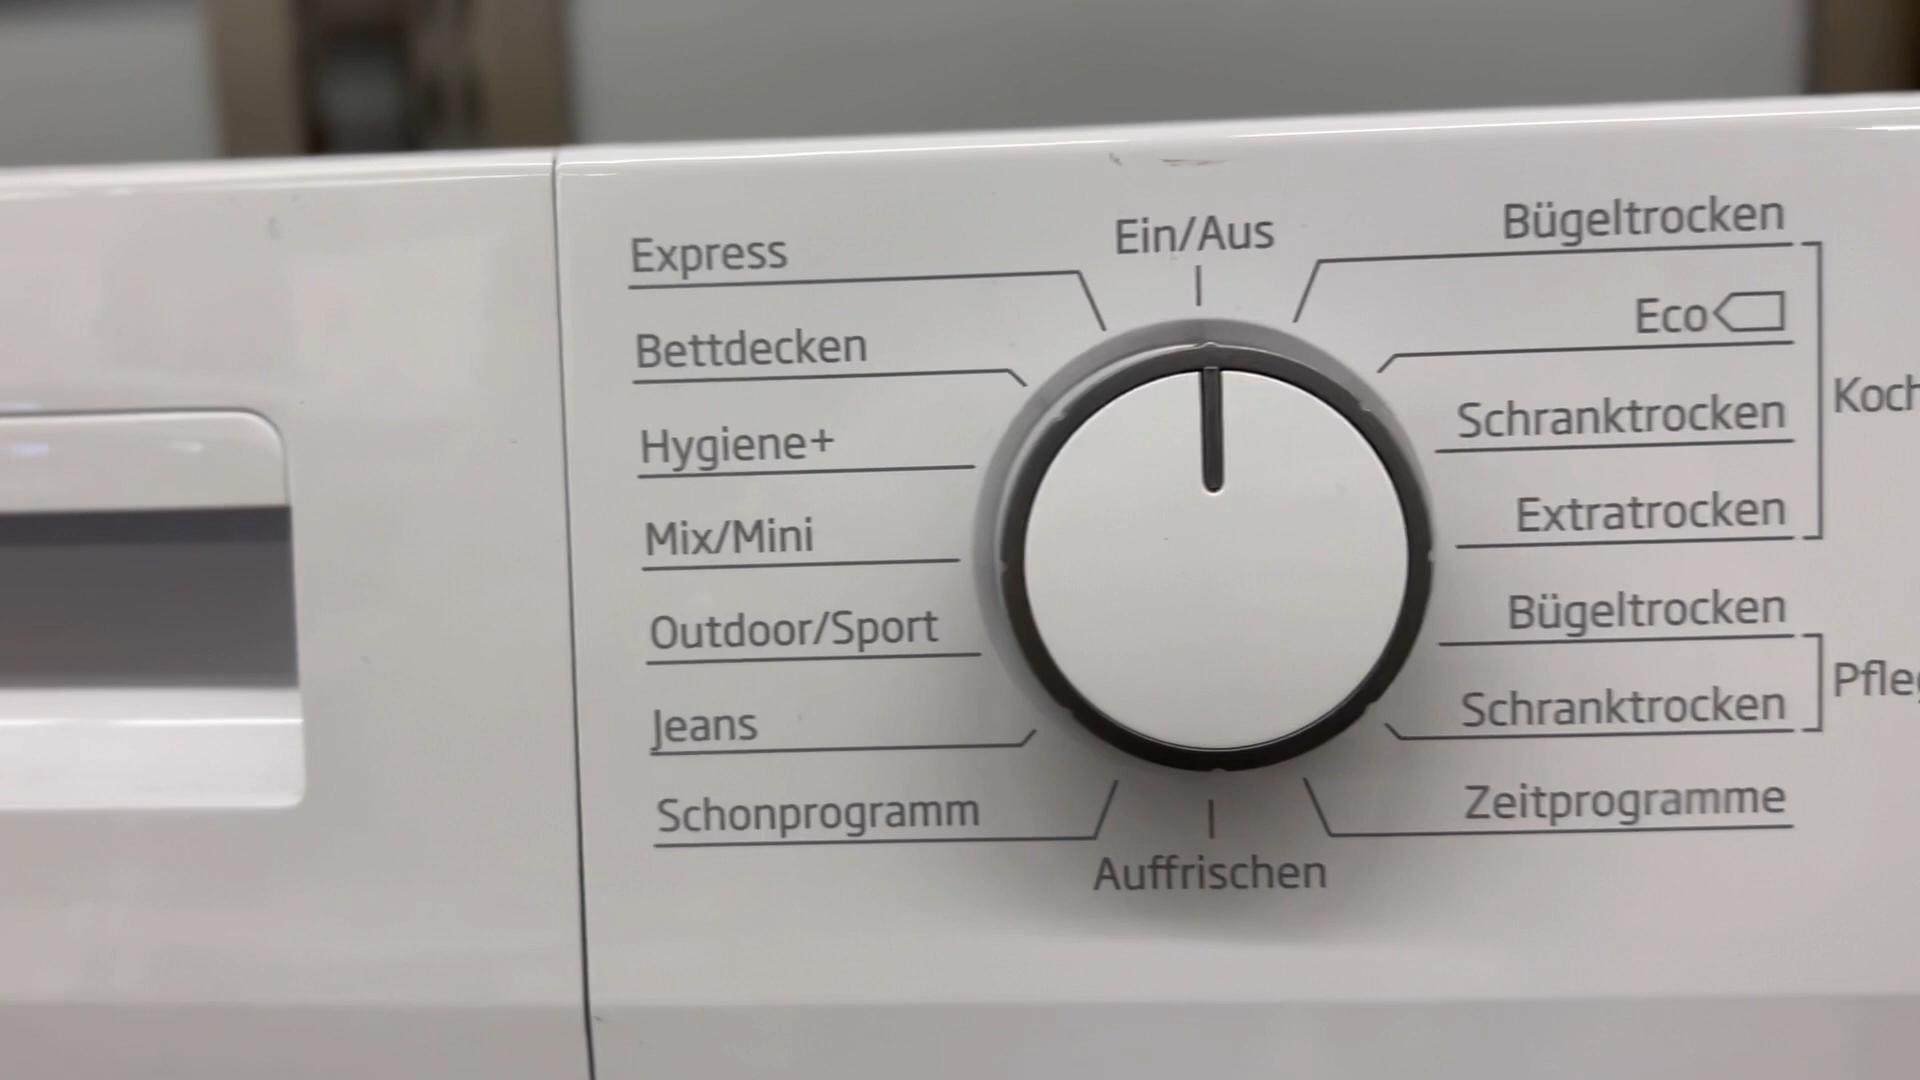 Ein/Aus
Express
Bettdecken
Hygiene+
Mix/Mini
Outdoor/Sport
Jeans
Schonprogramm
Auffrischen
Bügeltrocken
Eco
Schranktrocken
Extratrocken
Bügeltrocken
Schranktrocken
Zeitprogramme